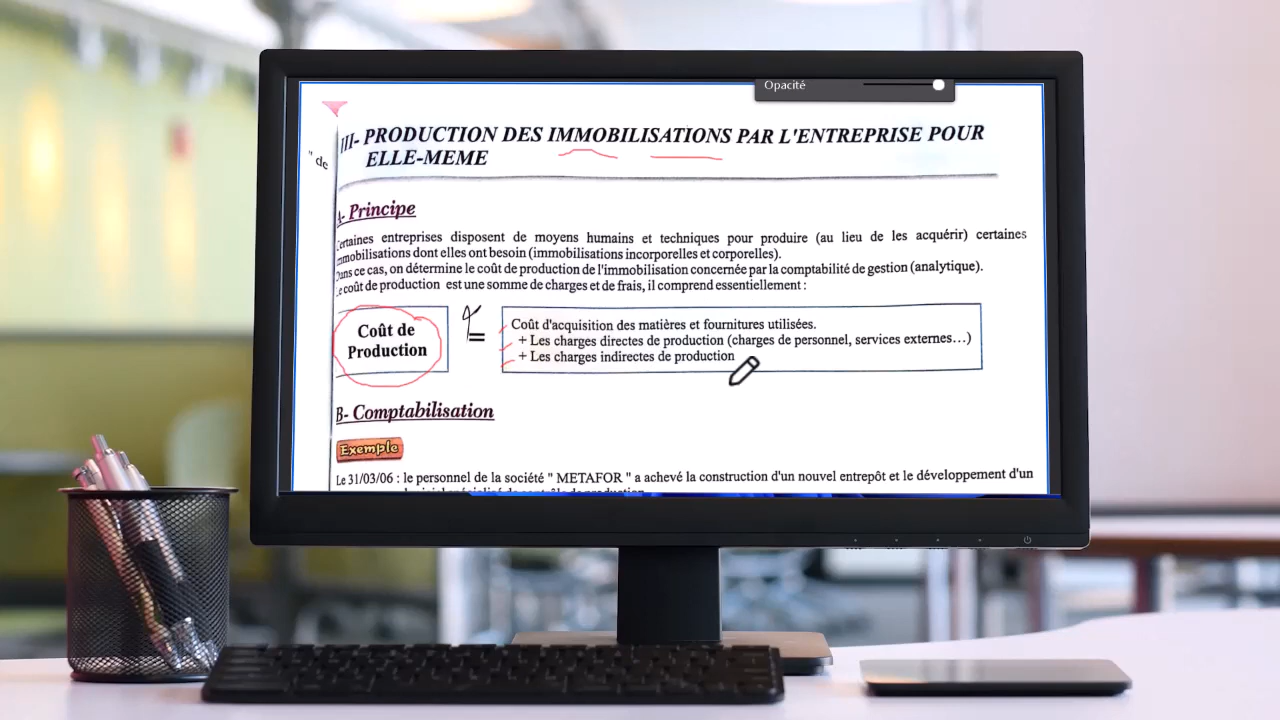 Opacité
III- PRODUCTION DES IMMOBILISATIONS PAR L'ENTREPRISE POUR
ELLE-MEME
" de
A- Principe
Certaines entreprises disposent de moyens humains et techniques pour produire (au lieu de les acquérir) certaines
immobilisations dont elles ont besoin (immobilisations incorporelles et corporelles).
Dans ce cas, on détermine le coût de production de l'immobilisation concernée par la comptabilité de gestion (analytique).
Le coût de production est une somme de charges et de frais, il comprend essentiellement :
Coût de
Production
=
Coût d'acquisition des matières et fournitures utilisées.
+ Les charges directes de production (charges de personnel, services externes…)
+ Les charges indirectes de production
B- Comptabilisation
Exemple
Le 31/03/06 : le personnel de la société " METAFOR " a achevé la construction d'un nouvel entrepôt et le développement d'un